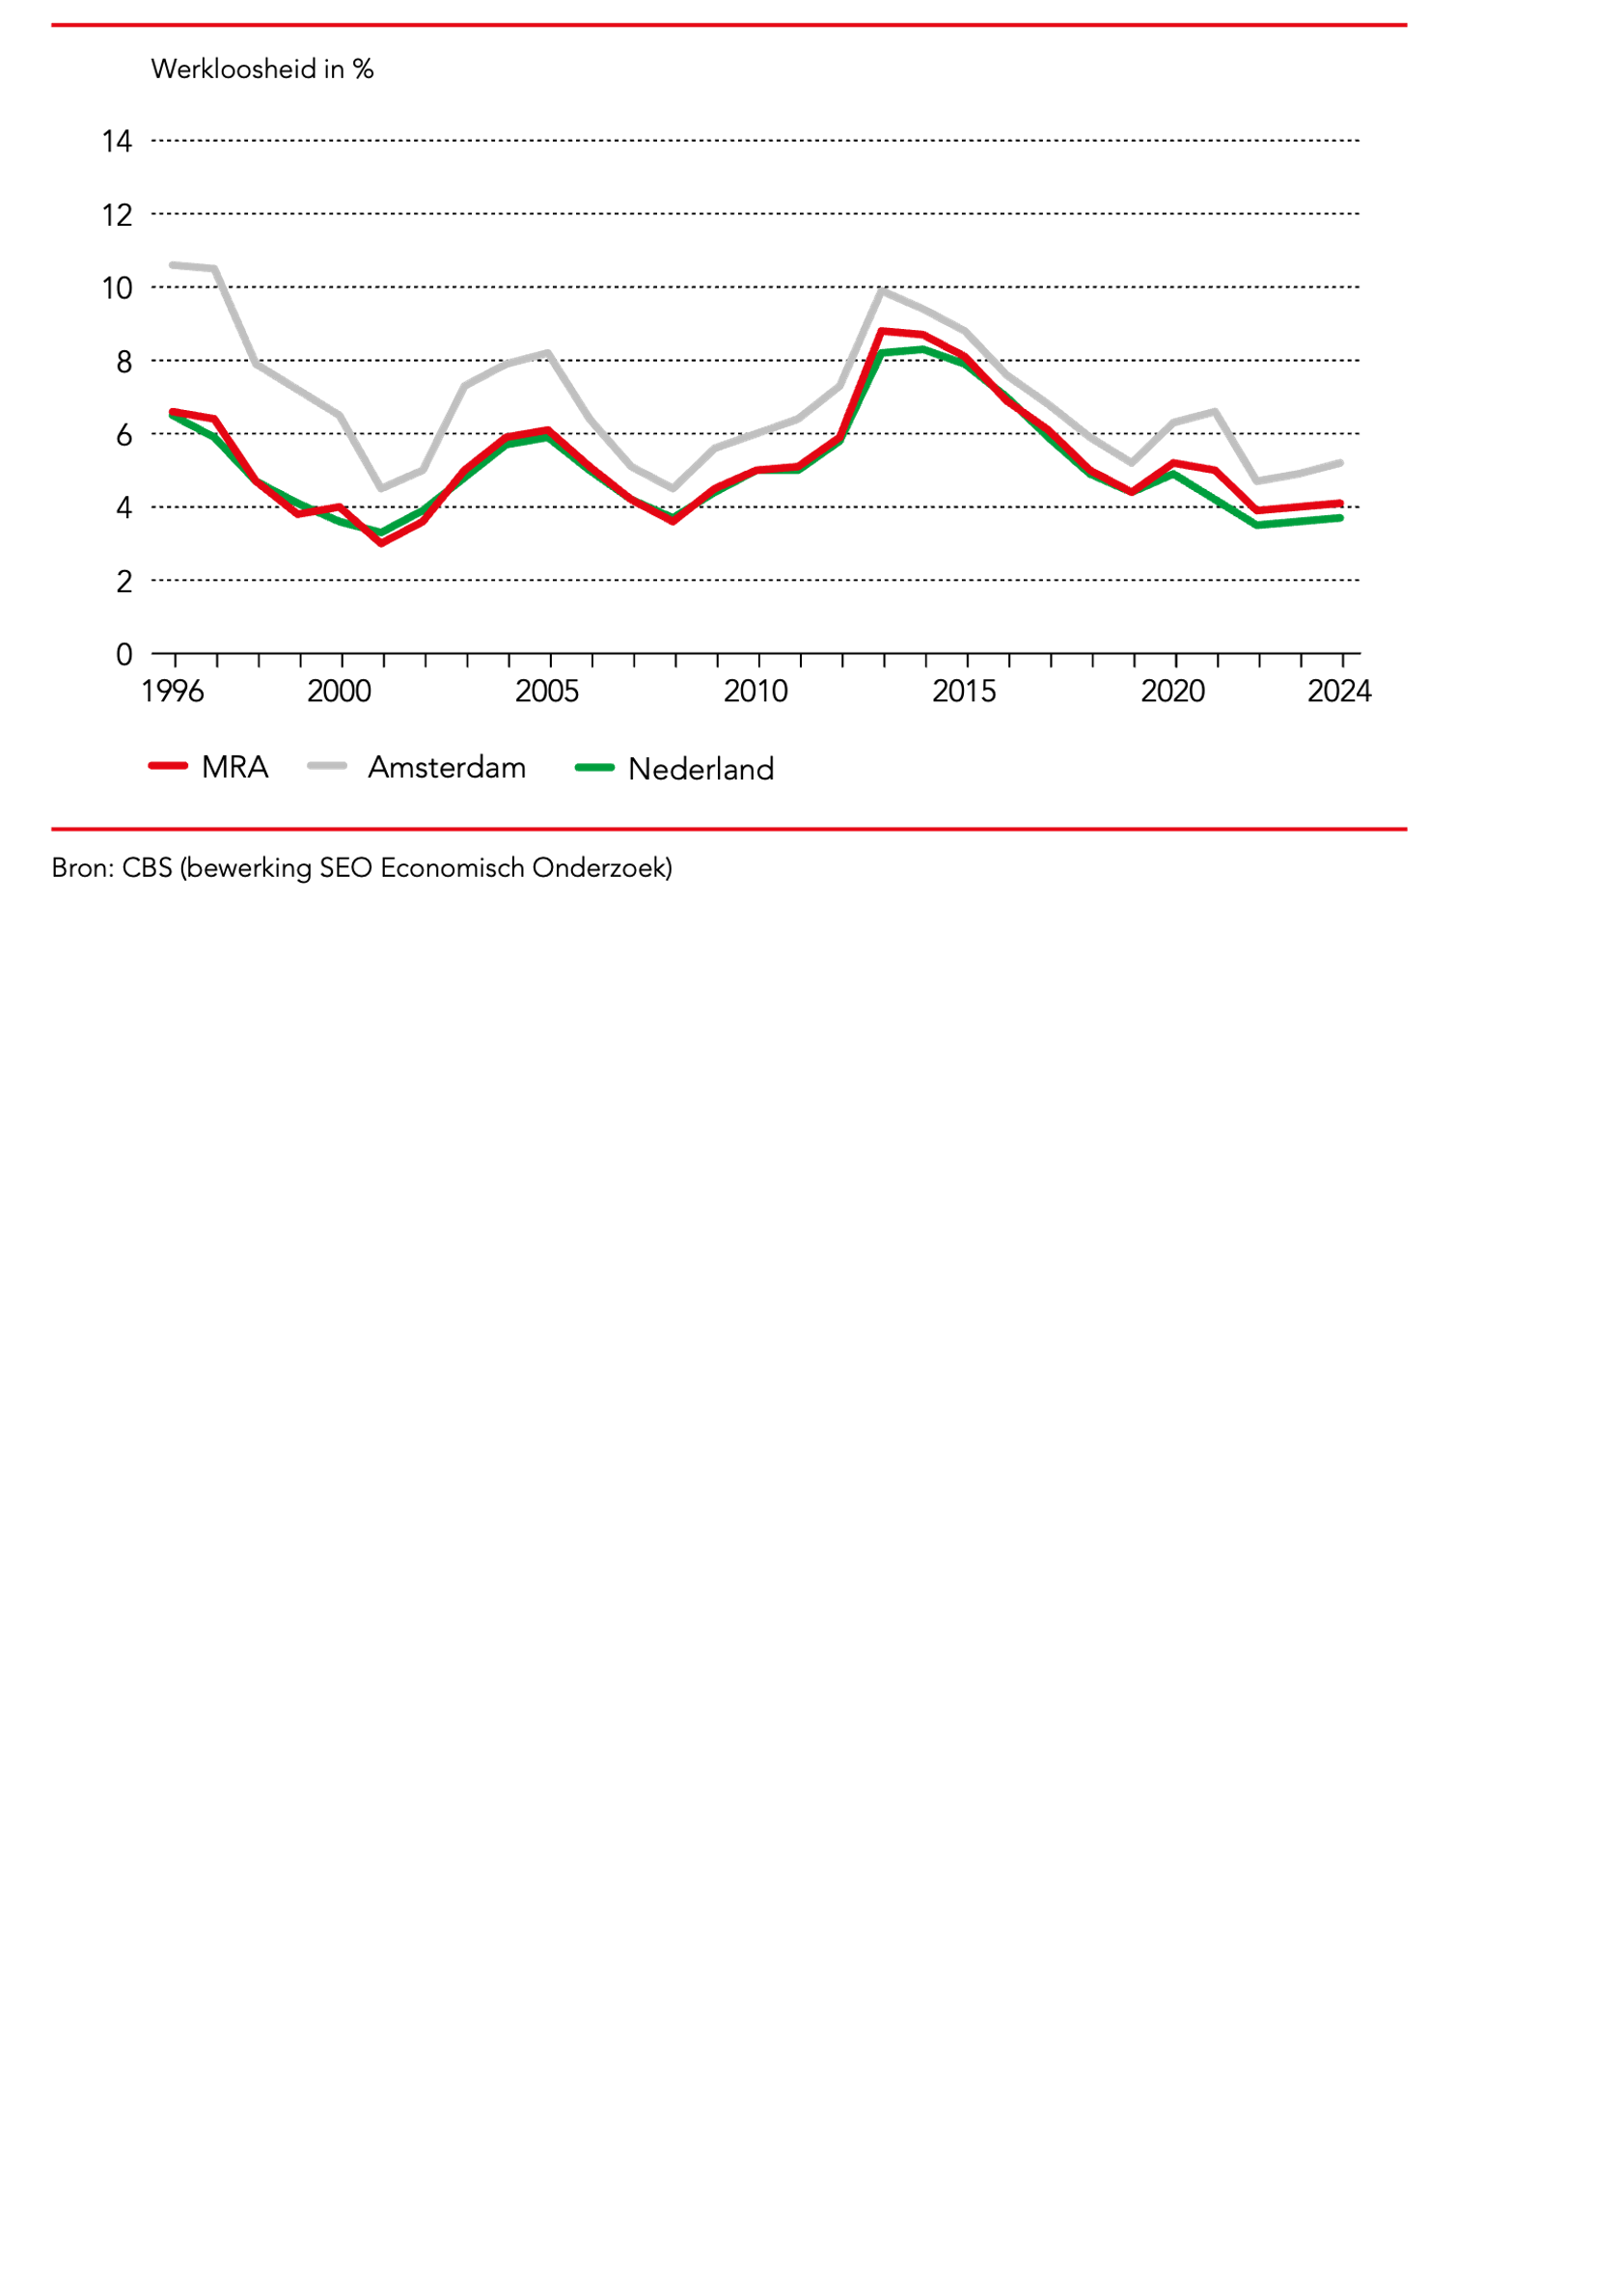 Werkloosheid in %
14
12
10
8
6
4
2
0
1996 2000 2005 2010 2015 2020 2024
MRA Amsterdam Nederland
Bron: CBS (bewerking SEO Economisch Onderzoek)